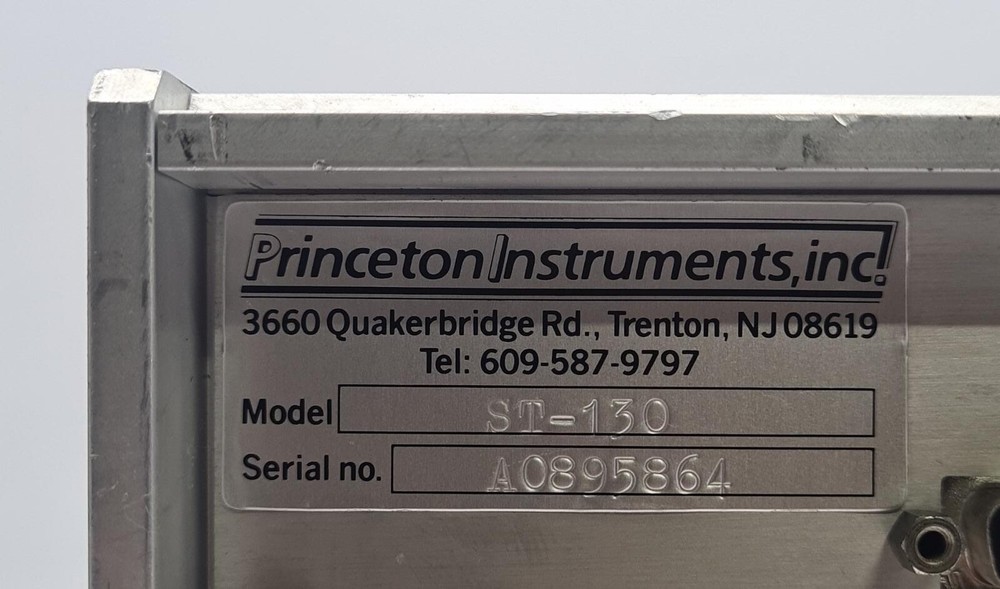 Princeton Instruments, inc.
3660 Quakerbridge Rd., Trenton, NJ 08619
Tel: 609-587-9797
Model ST-130
Serial no. A0895864